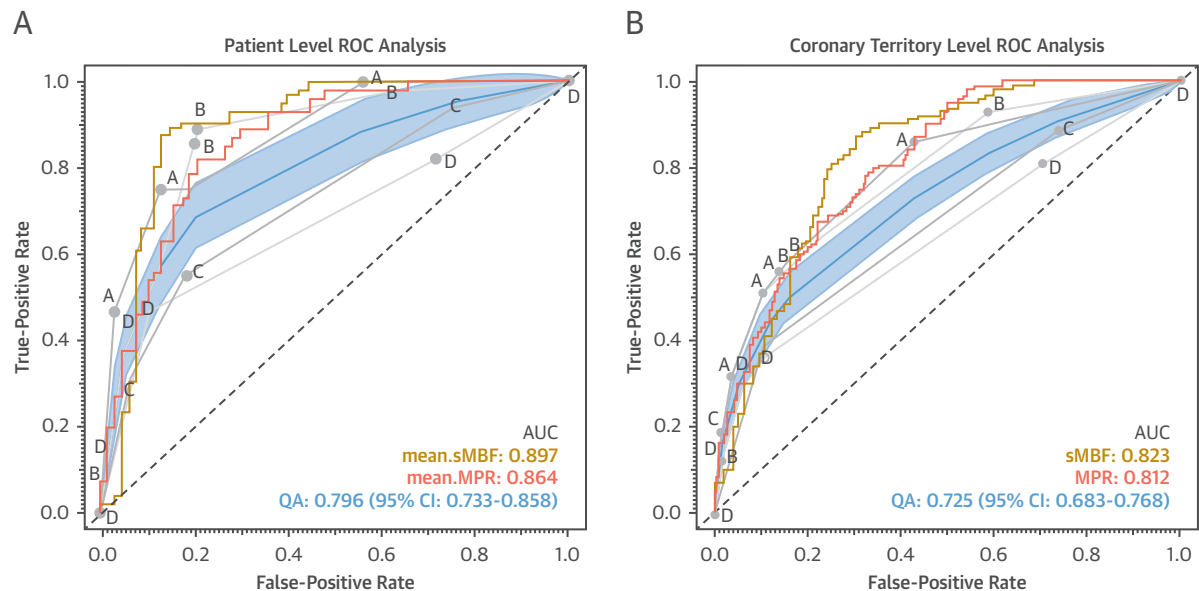 A
Patient Level ROC Analysis
True-Positive Rate
1.0
0.8
0.6
0.4
0.2
0.0
A
B
B
C
D
B
B
A
D
A
D
D
C
C
D
B
D
AUC
mean.sMBF: 0.897
mean.MPR: 0.864
QA: 0.796 (95% CI: 0.733-0.858)
0.0 0.2 0.4 0.6 0.8 1.0
False-Positive Rate
B
Coronary Territory Level ROC Analysis
True-Positive Rate
1.0
0.8
0.6
0.4
0.2
0.0
D
B
A
C
D
B
B
A
A
A
D
D
C
D
B
D
AUC
sMBF: 0.823
MPR: 0.812
QA: 0.725 (95% CI: 0.683-0.768)
0.0 0.2 0.4 0.6 0.8 1.0
False-Positive Rate